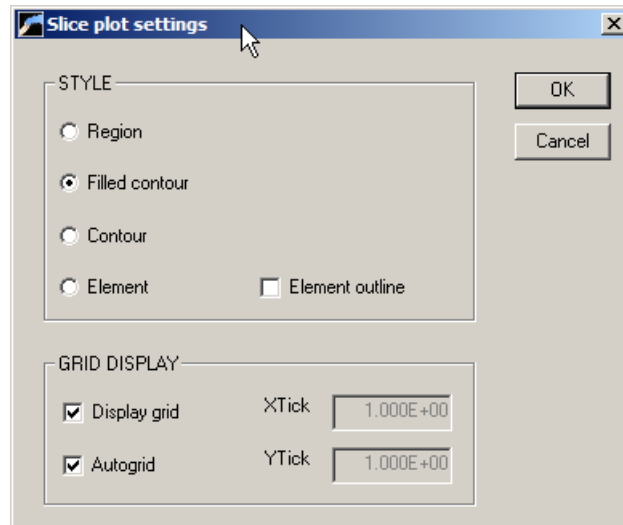 Slice plot settings
STYLE
OK
Region
Cancel
Filled contour
Contour
Element Element outline
GRID DISPLAY
Display grid XTick 1.000E+00
Autogrid YTick 1.000E+00